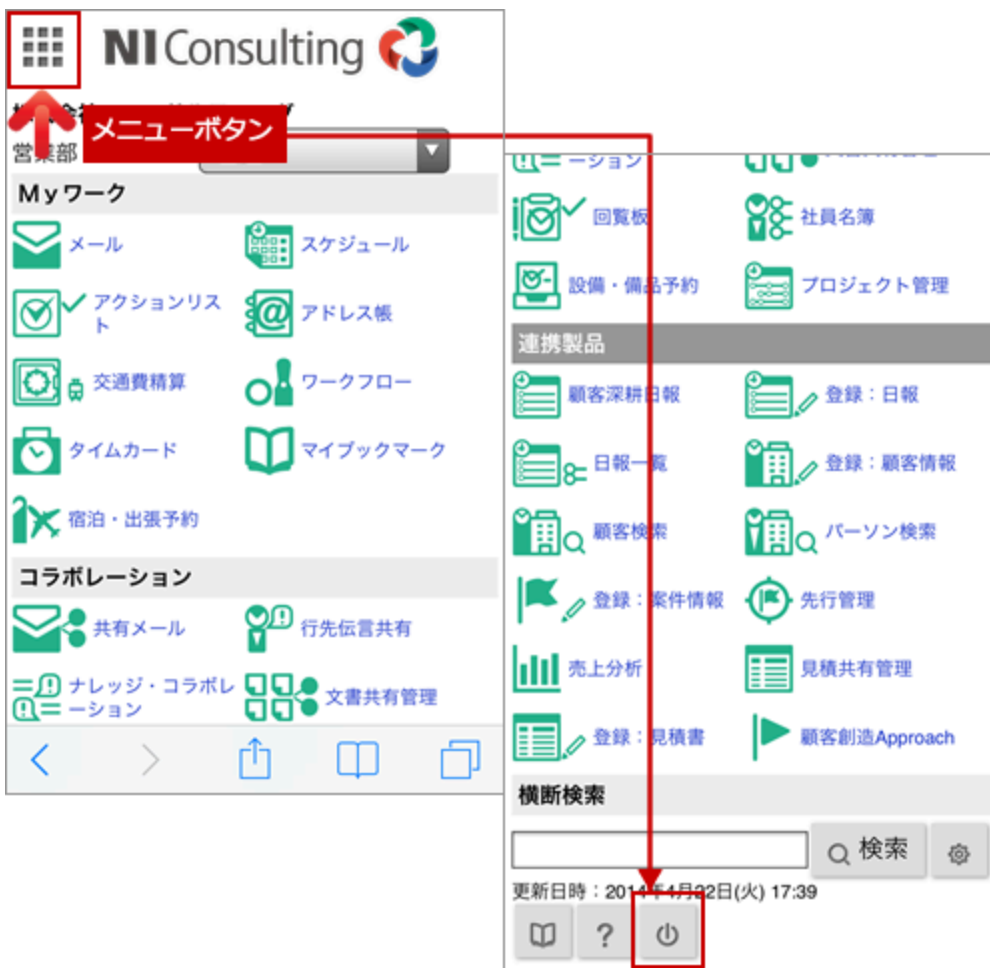 NI Consulting
メニューボタン
営業部
Myワーク
メール
スケジュール
アクションリス
ト
アドレス帳
交通費精算
ワークフロー
タイムカード
マイブックマーク
宿泊・出張予約
コラボレーション
共有メール
行先伝言共有
ナレッジ・コラボレ
ーション
文書共有管理
ーション
回覧板
社員名簿
設備・備品予約
プロジェクト管理
連携製品
顧客深耕日報
登録：日報
日報一覧
登録：顧客情報
顧客検索
パーソン検索
登録：案件情報
先行管理
売上分析
見積共有管理
登録：見積書
顧客創造Approach
横断検索
検索
更新日時：2014年4月22日(火) 17:39
?